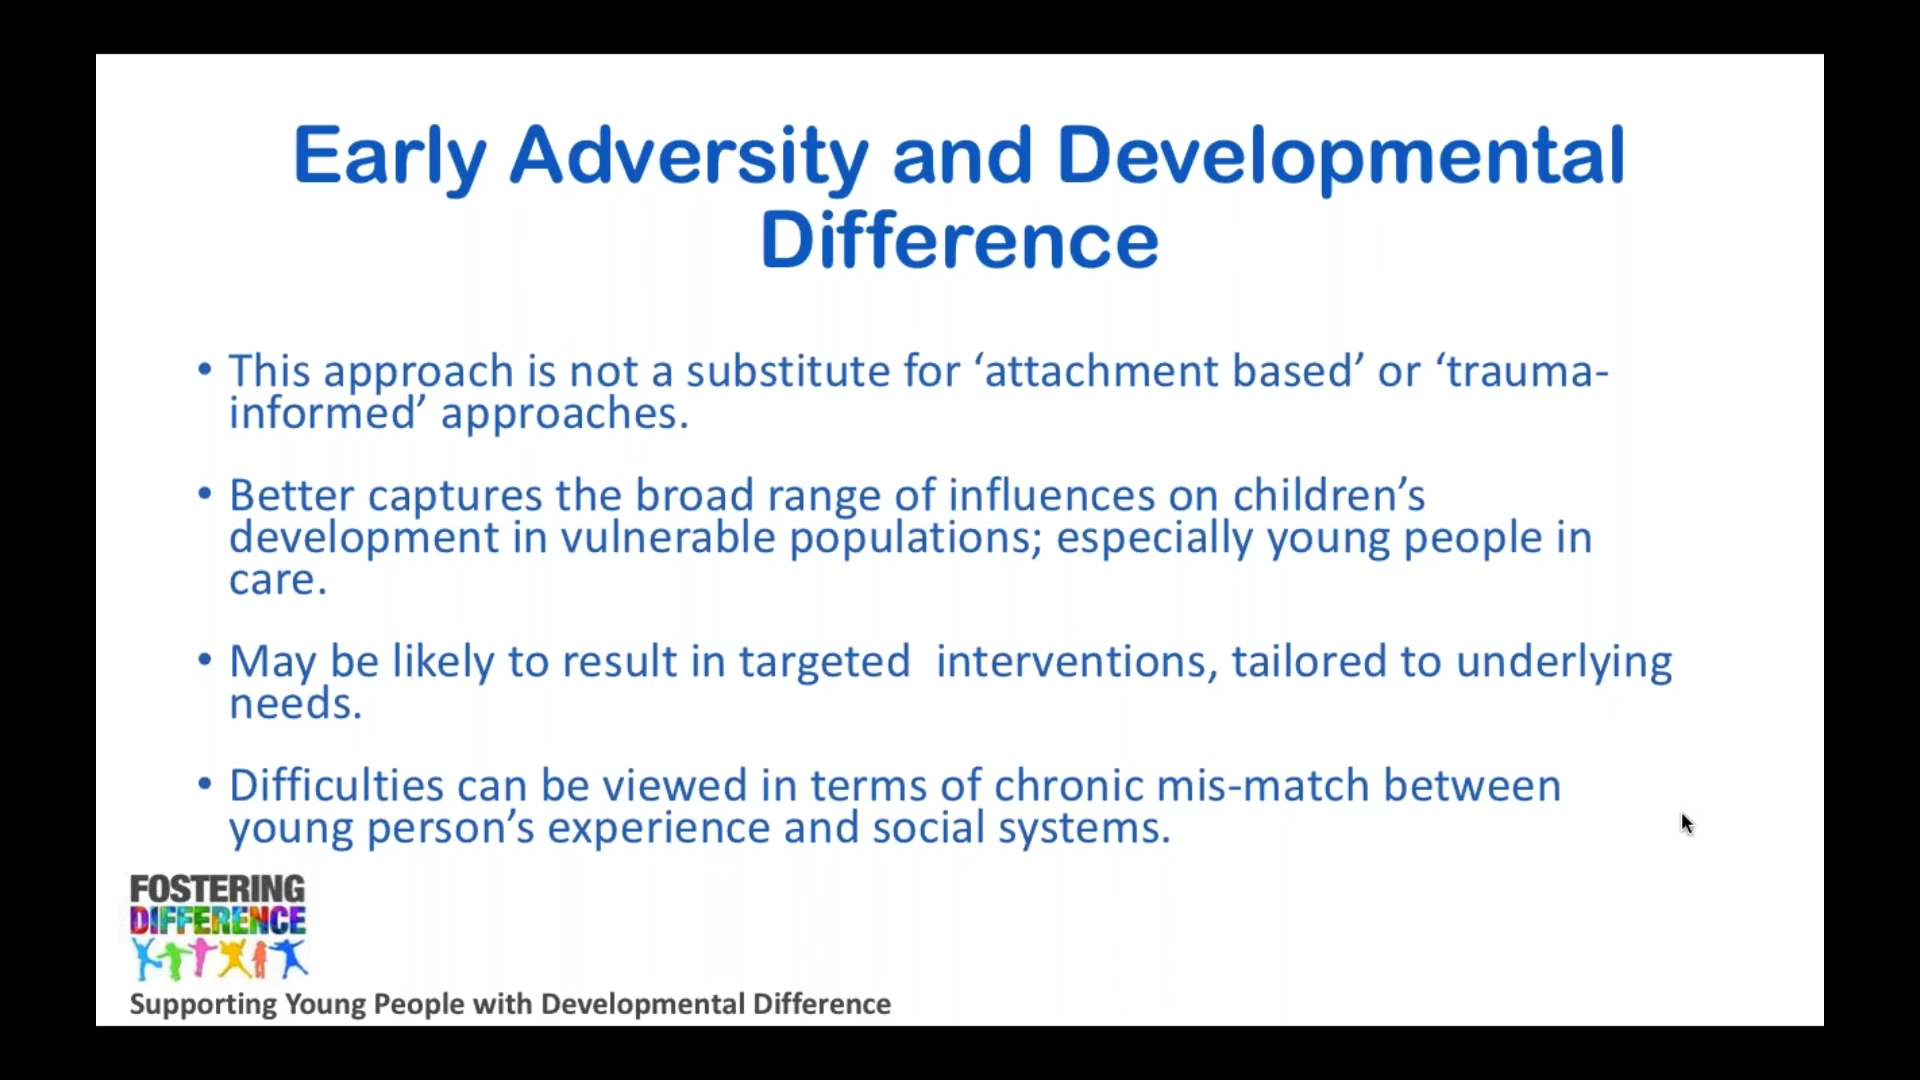 Early Adversity and Developmental
Difference
• This approach is not a substitute for ‘attachment based’ or ‘trauma-
informed’ approaches.
• Better captures the broad range of influences on children’s
development in vulnerable populations; especially young people in
care.
• May be likely to result in targeted  interventions, tailored to underlying
needs.
• Difficulties can be viewed in terms of chronic mis-match between
young person’s experience and social systems.
FOSTERING
DIFFERENCE
Supporting Young People with Developmental Difference